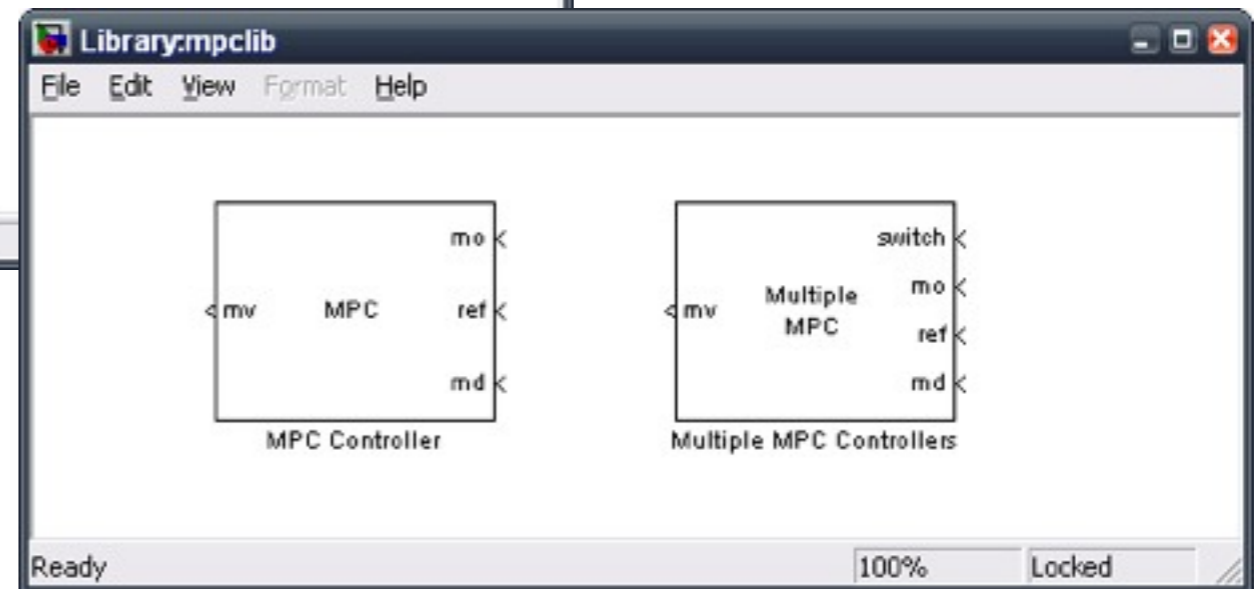 Library:mpclib
File Edit View Format Help
mo
mv MPC ref
md
MPC Controller
switch
mo
mv Multiple
MPC
ref
md
Multiple MPC Controllers
Ready 100% Locked